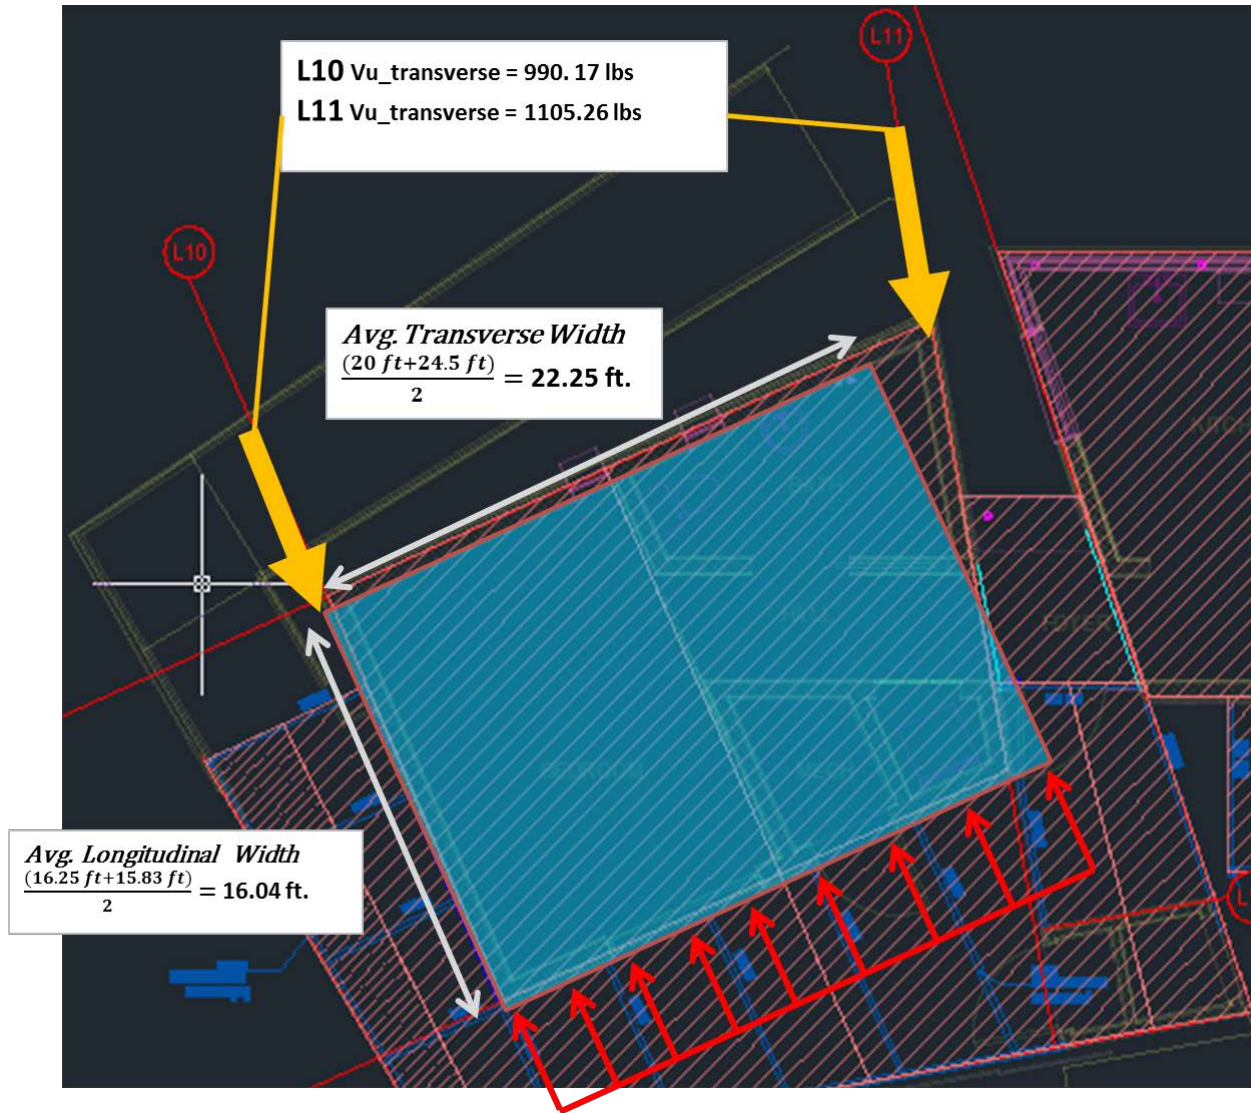 L11
L10 Vu_transverse = 990. 17 lbs
L11 Vu_transverse = 1105.26 lbs
L10
Avg. Transverse Width
(20 ft+24.5 ft)
2
= 22.25 ft.
FOYER
Avg. Longitudinal Width
(16.25 ft+15.83 ft)
2
= 16.04 ft.
L